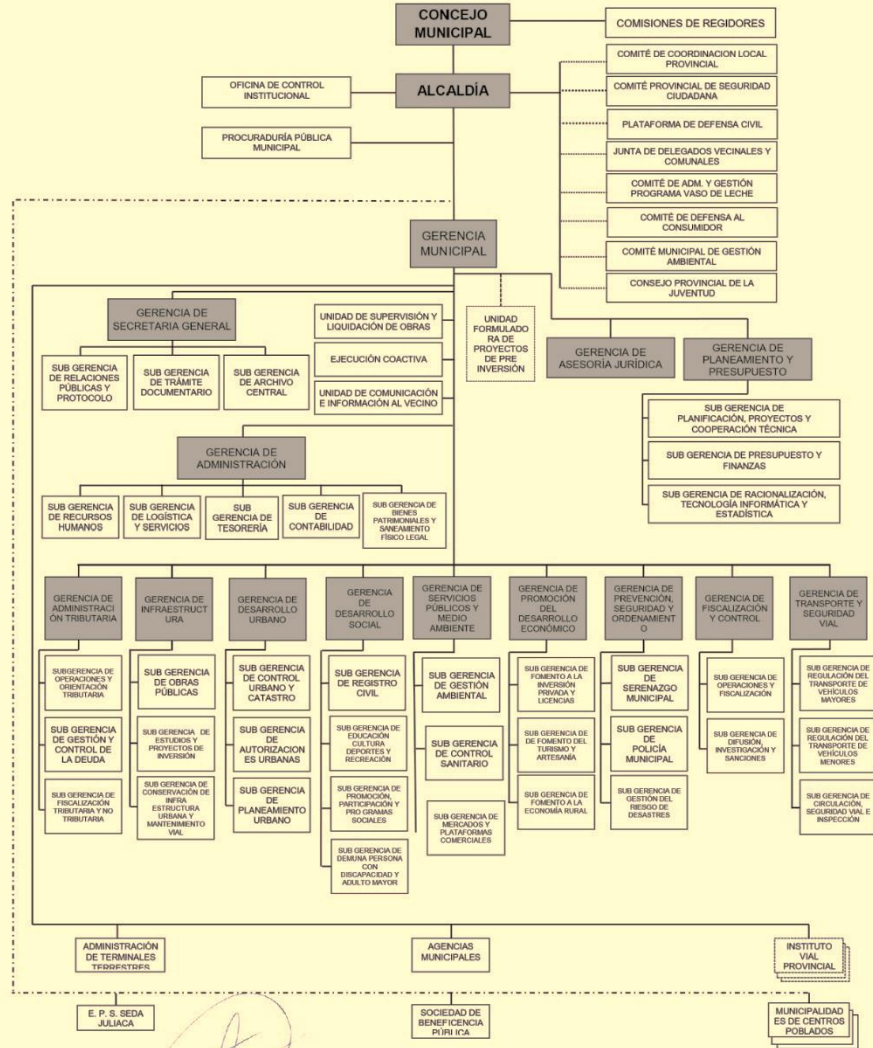 CONCEJO
MUNICIPAL
COMISIONES DE REGIDORES
ALCALDÍA
OFICINA DE CONTROL
INSTITUCIONAL
PROCURADURÍA PÚBLICA
MUNICIPAL
COMITÉ DE COORDINACION LOCAL
PROVINCIAL
COMITÉ PROVINCIAL DE SEGURIDAD
CIUDADANA
PLATAFORMA DE DEFENSA CIVIL
JUNTA DE DELEGADOS VECINALES Y
COMUNALES
COMITÉ DE ADM. Y GESTIÓN
PROGRAMA VASO DE LECHE
COMITÉ DE DEFENSA AL
CONSUMIDOR
COMITÉ MUNICIPAL DE GESTIÓN
AMBIENTAL
CONSEJO PROVINCIAL DE LA
JUVENTUD
GERENCIA
MUNICIPAL
GERENCIA DE
SECRETARIA GENERAL
SUB GERENCIA
DE RELACIONES
PÚBLICAS Y
PROTOCOLO
SUB GERENCIA
DE TRÁMITE
DOCUMENTARIO
SUB GERENCIA
DE ARCHIVO
CENTRAL
UNIDAD DE SUPERVISIÓN Y
LIQUIDACIÓN DE OBRAS
EJECUCIÓN COACTIVA
UNIDAD DE COMUNICACIÓN
E INFORMACIÓN AL VECINO
UNIDAD
FORMULADO
RA DE
PROYECTOS
DE PRE
INVERSIÓN
GERENCIA DE
ASESORÍA JURÍDICA
GERENCIA DE
PLANEAMIENTO Y
PRESUPUESTO
SUB GERENCIA DE
PLANIFICACIÓN, PROYECTOS Y
COOPERACIÓN TÉCNICA
SUB GERENCIA DE PRESUPUESTO Y
FINANZAS
SUB GERENCIA DE RACIONALIZACIÓN,
TECNOLOGÍA INFORMÁTICA Y
ESTADÍSTICA
GERENCIA DE
ADMINISTRACIÓN
SUB GERENCIA
DE RECURSOS
HUMANOS
SUB GERENCIA
DE LOGÍSTICA
Y SERVICIOS
SUB
GERENCIA DE
TESORERÍA
SUB GERENCIA
DE
CONTABILIDAD
SUB GERENCIA DE
BIENES
PATRIMONIALES Y
SANEAMIENTO
FÍSICO LEGAL
GERENCIA DE
ADMINISTRACI
ÓN TRIBUTARIA
SUBGERENCIA DE
OPERACIONES Y
ORIENTACIÓN
TRIBUTARIA
SUB GERENCIA
DE GESTIÓN Y
CONTROL DE
LA DEUDA
SUB GERENCIA DE
FISCALIZACIÓN
TRIBUTARIA Y NO
TRIBUTARIA
GERENCIA DE
INFRAESTRUCT
URA
SUB GERENCIA
DE OBRAS
PÚBLICAS
SUB GERENCIA DE
ESTUDIOS Y
PROYECTOS DE
INVERSIÓN
SUB GERENCIA DE
CONSERVACIÓN DE
INFRA
ESTRUCTURA
URBANA Y
MANTENIMIENTO
VIAL
GERENCIA DE
DESARROLLO
URBANO
SUB GERENCIA
DE CONTROL
URBANO Y
CATASTRO
SUB GERENCIA
DE
AUTORIZACION
ES URBANAS
SUB GERENCIA
DE
PLANEAMIENTO
URBANO
GERENCIA
DE
DESARROLLO
SOCIAL
SUB GERENCIA
DE REGISTRO
CIVIL
SUB GERENCIA DE
EDUCACIÓN
CULTURA
DEPORTES Y
RECREACIÓN
SUB GERENCIA DE
PROMOCIÓN,
PARTICIPACIÓN Y
PRO GRAMAS
SOCIALES
SUB GERENCIA DE
DEMUNA PERSONA
CON
DISCAPACIDAD Y
ADULTO MAYOR
GERENCIA DE
SERVICIOS
PÚBLICOS Y
MEDIO
AMBIENTE
SUB GERENCIA
DE GESTIÓN
AMBIENTAL
SUB GERENCIA
DE CONTROL
SANITARIO
SUB GERENCIA DE
MERCADOS Y
PLATAFORMAS
COMERCIALES
GERENCIA DE
PROMOCIÓN
DEL
DESARROLLO
ECONÓMICO
SUB GERENCIA DE
FOMENTO A LA
INVERSIÓN
PRIVADA Y
LICENCIAS
SUB GERENCIA DE
DE FOMENTO DEL
TURISMO Y
ARTESANÍA
SUB GERENCIA DE
FOMENTO A LA
ECONOMÍA RURAL
GERENCIA DE
PREVENCIÓN,
SEGURIDAD Y
ORDENAMIENT
O
SUB GERENCIA
DE
SERENAZGO
MUNICIPAL
SUB GERENCIA
DE
POLICÍA
MUNICIPAL
SUB GERENCIA DE
GESTIÓN DEL
RIESGO DE
DESASTRES
GERENCIA DE
FISCALIZACIÓN
Y CONTROL
SUB GERENCIA DE
OPERACIONES Y
FISCALIZACIÓN
SUB GERENCIA DE
DIFUSIÓN,
INVESTIGACIÓN Y
SANCIONES
GERENCIA DE
TRANSPORTE Y
SEGURIDAD
VIAL
SUB GERENCIA DE
REGULACIÓN DEL
TRANSPORTE DE
VEHÍCULOS
MAYORES
SUB GERENCIA DE
REGULACIÓN DEL
TRANSPORTE DE
VEHÍCULOS
MENORES
SUB GERENCIA DE
CIRCULACIÓN,
SEGURIDAD VIAL E
INSPECCIÓN
ADMINISTRACIÓN
DE TERMINALES
TERRESTRES
AGENCIAS
MUNICIPALES
INSTITUTO
VIAL
PROVINCIAL
E. P. S. SEDA
JULIACA
SOCIEDAD DE
BENEFICENCIA
PÚBLICA
MUNICIPALIDAD
ES DE CENTROS
POBLADOS